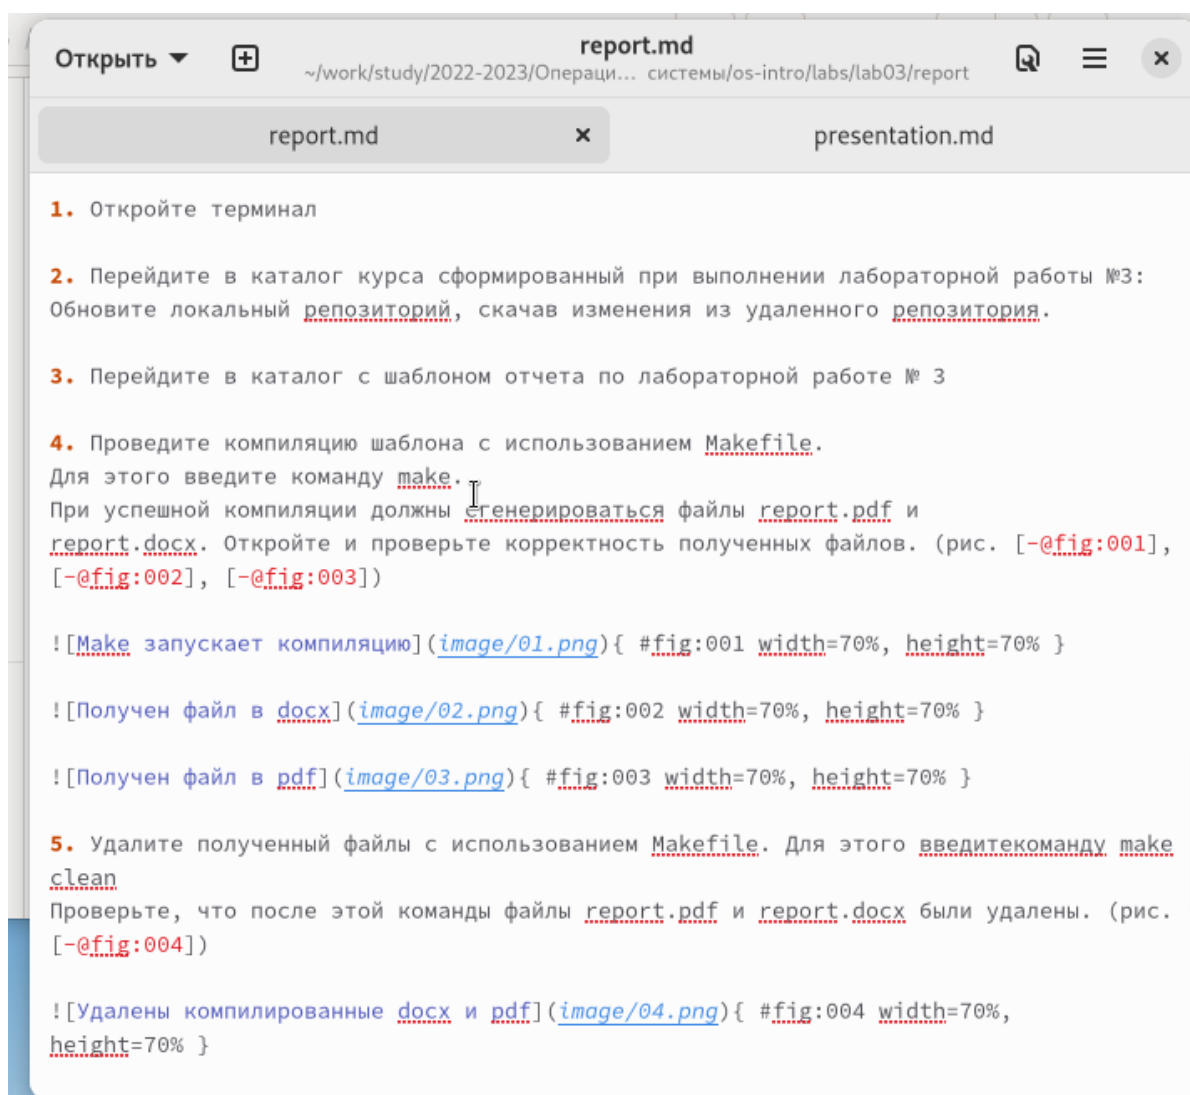 Открыть
report.md
~/work/study/2022-2023/Операци... системы/os-intro/labs/lab03/report
report.md
presentation.md
1. Откройте терминал
2. Перейдите в каталог курса сформированный при выполнении лабораторной работы №3:
Обновите локальный репозиторий, скачав изменения из удаленного репозитория.
3. Перейдите в каталог с шаблоном отчета по лабораторной работе № 3
4. Проведите компиляцию шаблона с использованием Makefile.
Для этого введите команду make.
При успешной компиляции должны сгенерироваться файлы report.pdf и
report.docx. Откройте и проверьте корректность полученных файлов. (рис. [-@fig:001],
[-@fig:002], [-@fig:003])
![Make запускает компиляцию](image/01.png){ #fig:001 width=70%, height=70% }
![Получен файл в docx](image/02.png){ #fig:002 width=70%, height=70% }
![Получен файл в pdf](image/03.png){ #fig:003 width=70%, height=70% }
5. Удалите полученный файлы с использованием Makefile. Для этого введитекоманду make
clean
Проверьте, что после этой команды файлы report.pdf и report.docx были удалены. (рис.
[-@fig:004])
![Удалены компилированные docx и pdf](image/04.png){ #fig:004 width=70%,
height=70% }